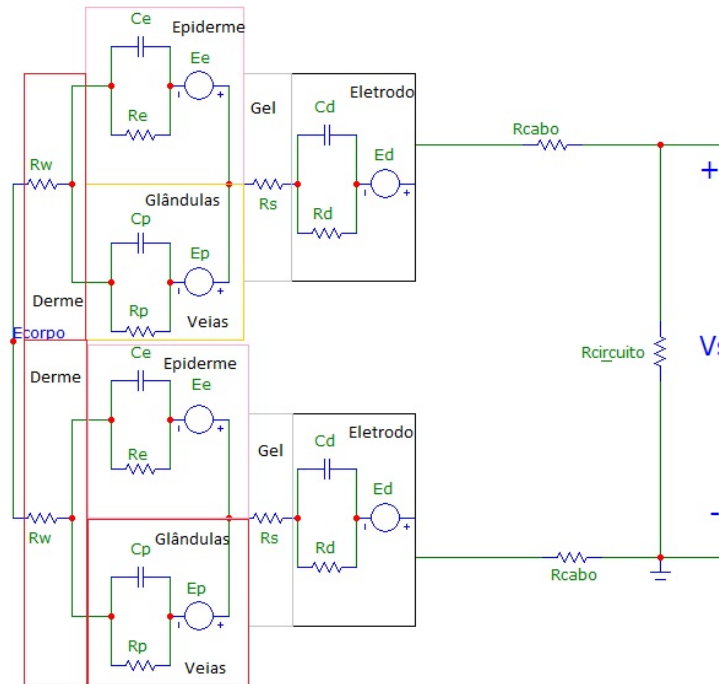 Ce
Epiderme
Ee
Re
Gel
Eletrodo
Cd
Ed
Rcabo
+
Rw
Glândulas
Cp
Rs
Rd
Ep
Derme
Rp
Veias
Ecorpo
Rcircuito
Vs
Derme
Ce
Epiderme
Ee
Re
Gel
Eletrodo
Cd
Ed
-
Rw
Glândulas
Cp
Rs
Rd
Ep
Rcabo
Rp
Veias